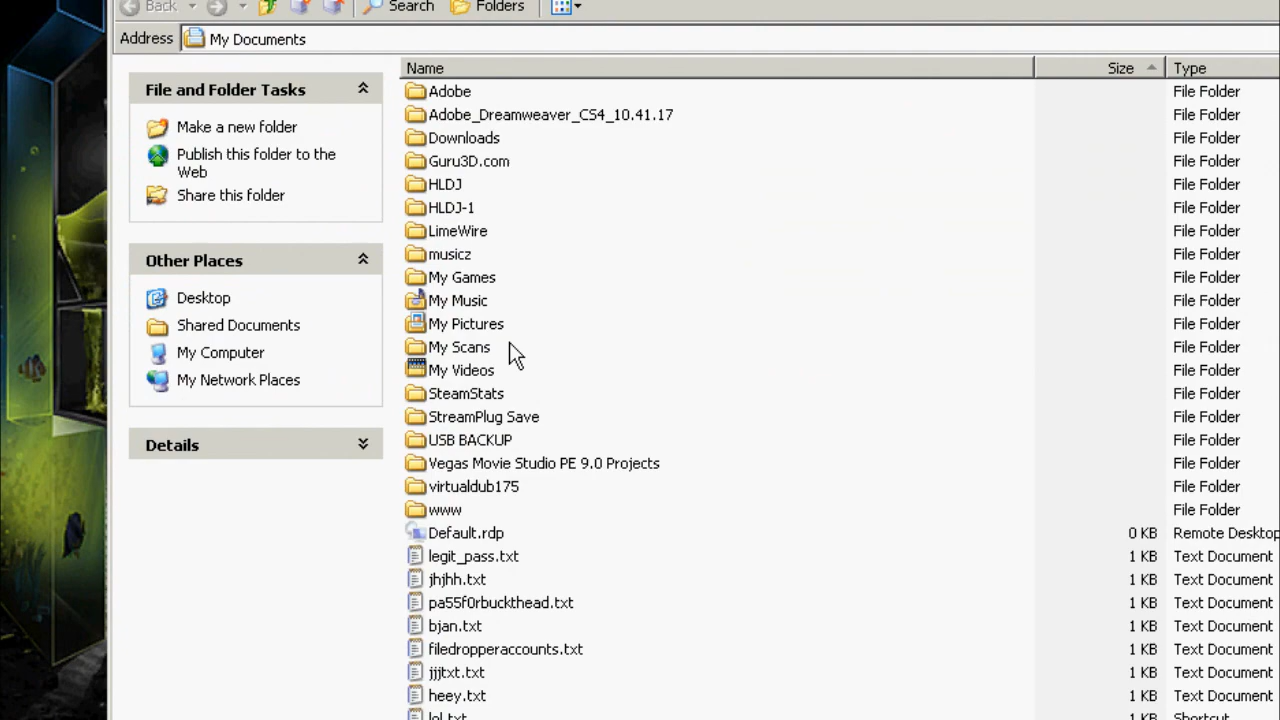 Back Search Folders
Address My Documents
File and Folder Tasks
Make a new folder
Publish this folder to the
Web
Share this folder
Other Places
Desktop
Shared Documents
My Computer
My Network Places
Details
Name Size Type
Adobe File Folder
Adobe_Dreamweaver_CS4_10.41.17 File Folder
Downloads File Folder
Guru3D.com File Folder
HLDJ File Folder
HLDJ-1 File Folder
LimeWire File Folder
musicz File Folder
My Games File Folder
My Music File Folder
My Pictures File Folder
My Scans File Folder
My Videos File Folder
SteamStats File Folder
StreamPlug Save File Folder
USB BACKUP File Folder
Vegas Movie Studio PE 9.0 Projects File Folder
virtualdub175 File Folder
www File Folder
Default.rdp 0 KB Remote Desktop
legit_pass.txt 1 KB Text Document
jhjhh.txt 1 KB Text Document
pa55f0rbuckthead.txt 1 KB Text Document
bjan.txt 1 KB Text Document
filedropperaccounts.txt 1 KB Text Document
jjjtxt.txt 1 KB Text Document
heey.txt 1 KB Text Document
lol.txt 1 KB Shortcut